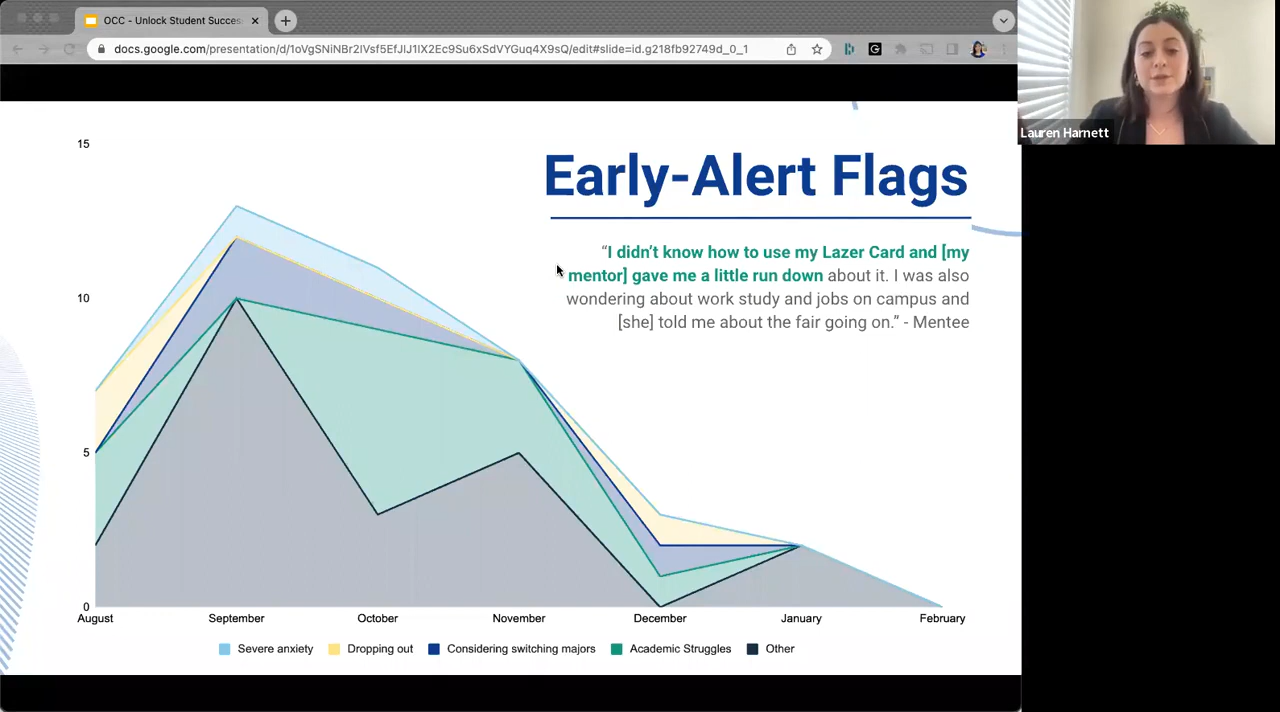 OCC - Unlock Student Succes
docs.google.com/presentation/d/1oVgSNiNBr2IVsf5EfJIJ1lX2Ec9Su6xSdVYGuq4X9sQ/edit#slide=id.g218fb92749d_0_1
Lauren Harnett
Early-Alert Flags
“I didn’t know how to use my Lazer Card and [my
mentor] gave me a little run down about it. I was also
wondering about work study and jobs on campus and
[she] told me about the fair going on.” - Mentee
15
10
5
0
August September October November December January February
Severe anxiety Dropping out Considering switching majors Academic Struggles Other